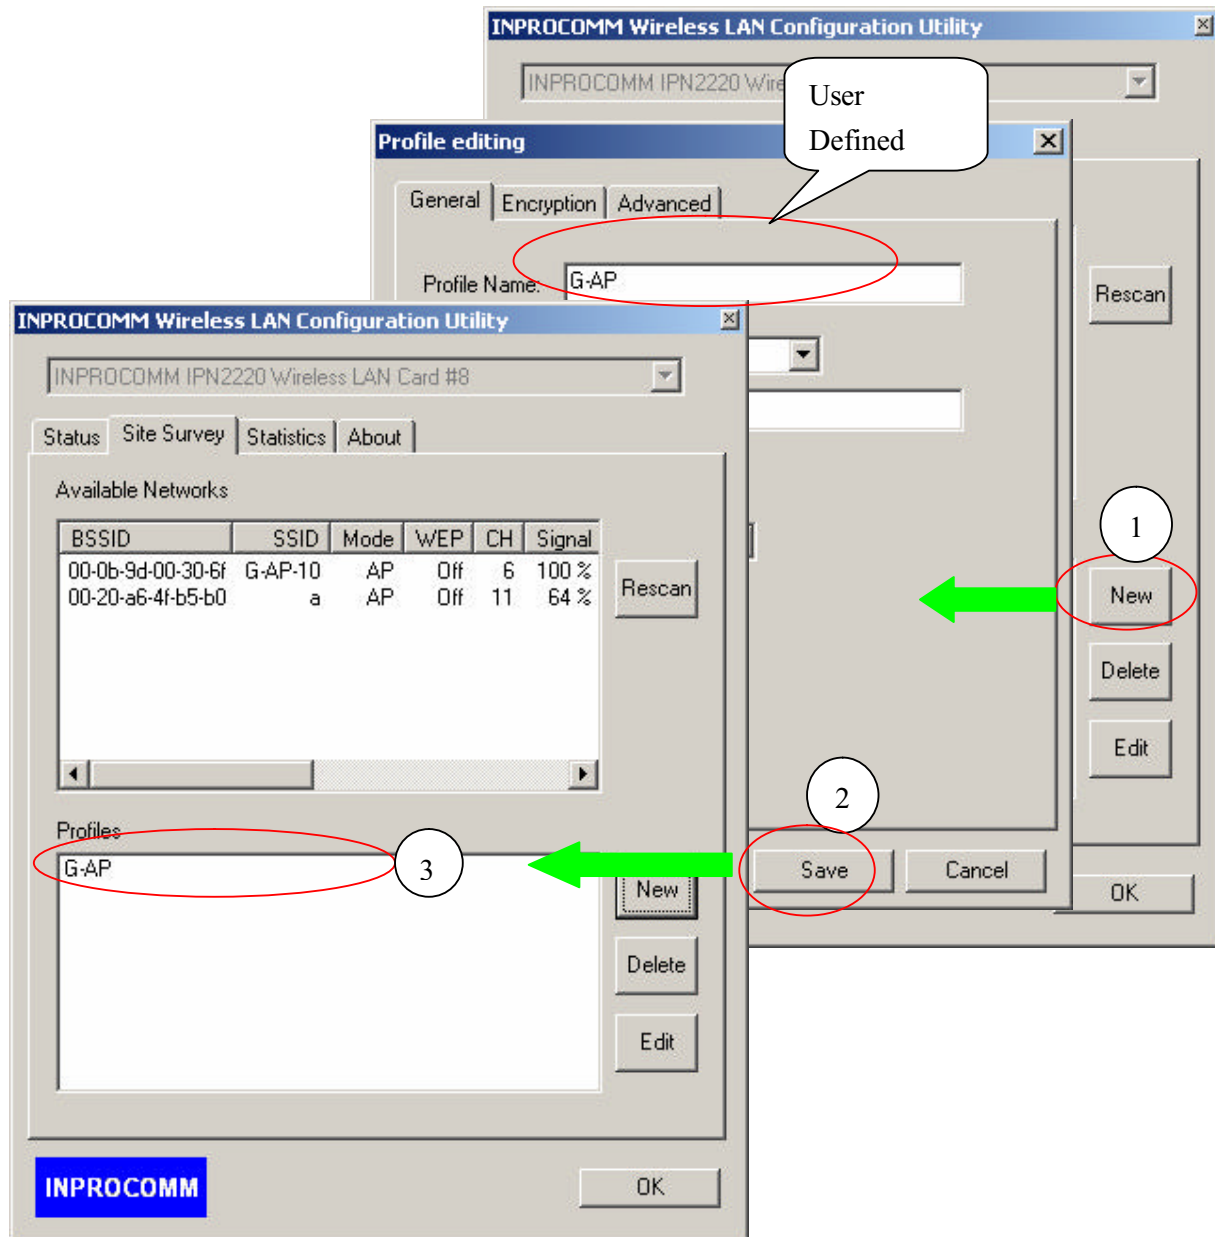 INPROCOMM Wireless LAN Configuration Utility
INPROCOMM IPN2220 Wire
User
Defined
Profile editing
General Encryption Advanced
Profile Name: G-AP
Rescan
1
New
Delete
Edit
2
Save Cancel
OK
INPROCOMM Wireless LAN Configuration Utility
INPROCOMM IPN2220 Wireless LAN Card #8
Status Site Survey Statistics About
Available Networks
BSSID SSID Mode WEP CH Signal
00-0b-9d-00-30-6f G-AP-10 AP Off 6 100 %
00-20-a6-4f-b5-b0 a AP Off 11 64 %
Rescan
Profiles
G-AP
3
New
Delete
Edit
INPROCOMM
OK